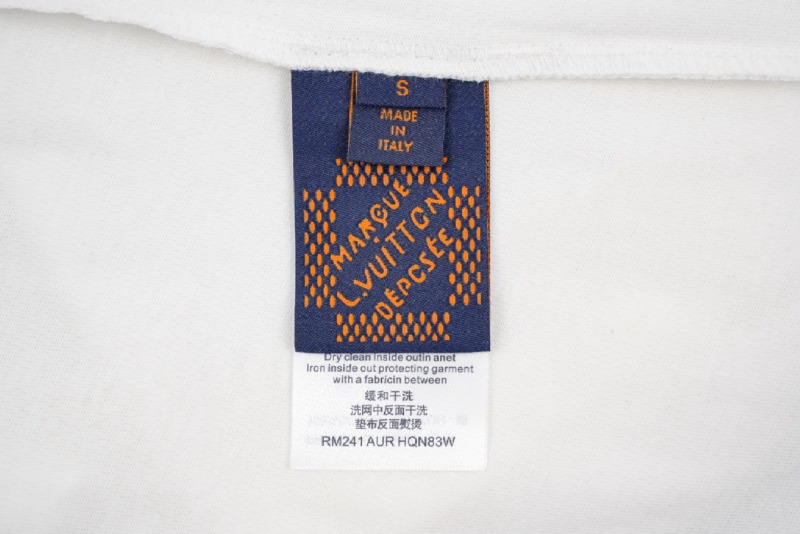 S
MADE
IN
ITALY
MARQUE
L.VUITTON
DÉPOSÉE
Dry clean inside outin anet
Iron inside out protecting garment
with a fabricin between
缓和干洗
洗网中反面干洗
垫布反面熨烫
RM241 AUR HQN83W